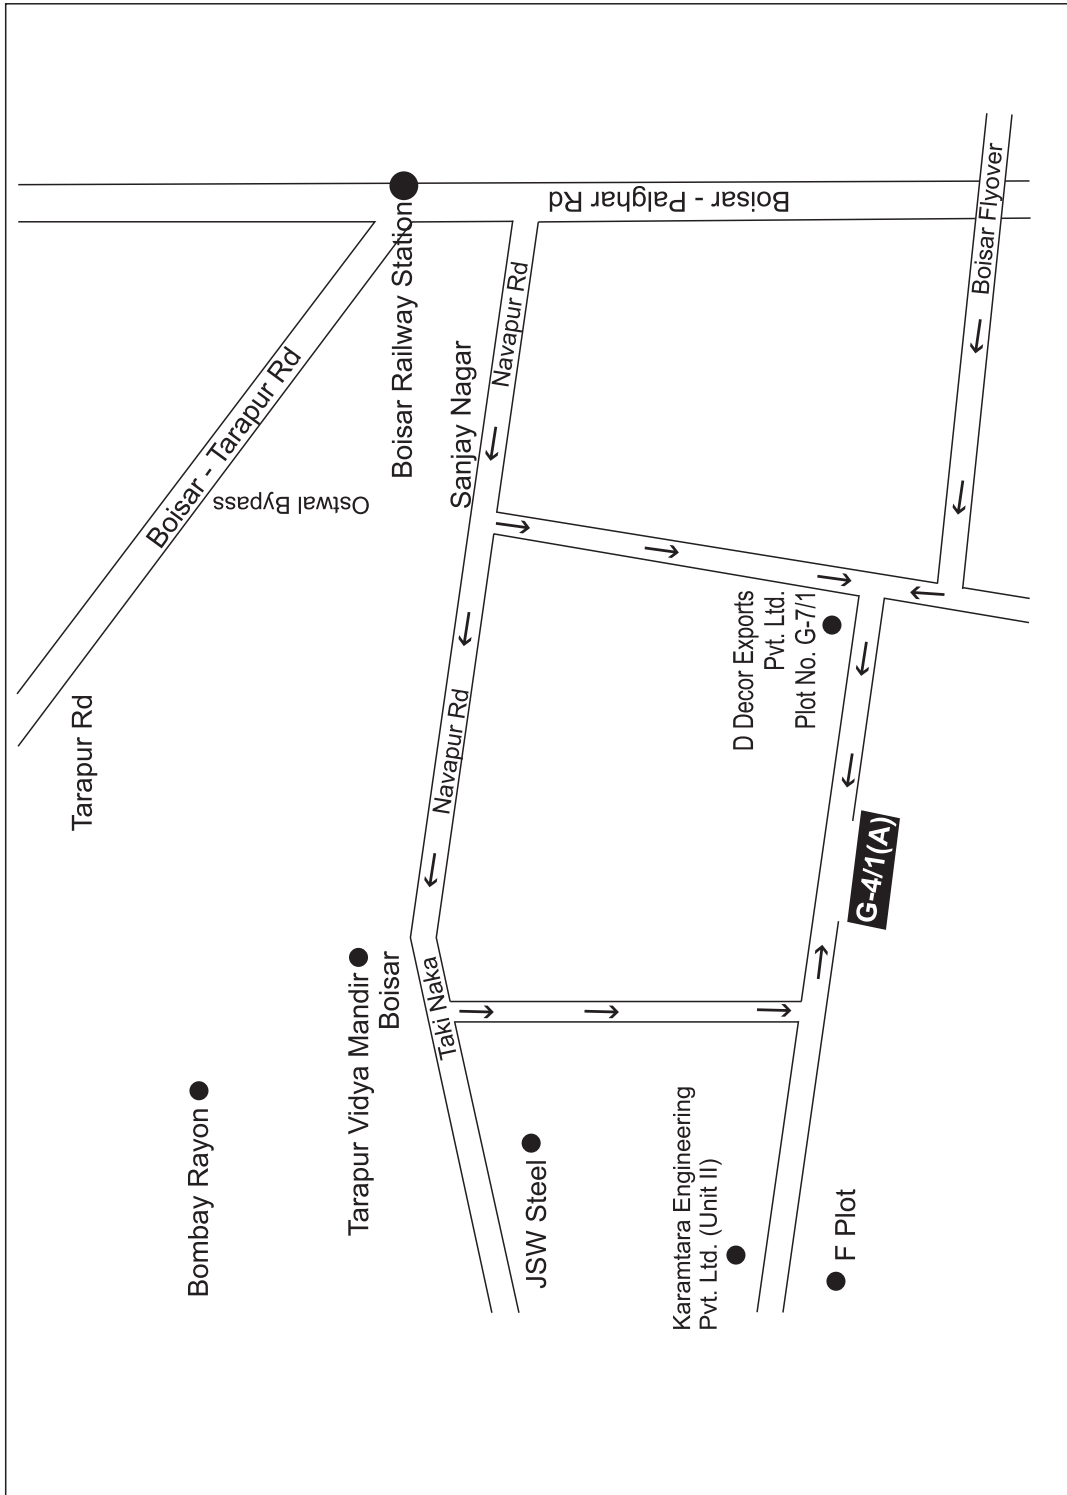 Tarapur Rd
Boisar - Tarapur Rd
Ostwal Bypass
Bombay Rayon
Tarapur Vidya Mandir
Boisar
Boisar Railway Station
Sanjay Nagar
Navapur Rd
Navapur Rd
Taki Naka
JSW Steel
Boisar - Palghar Rd
Karamtara Engineering
Pvt. Ltd. (Unit II)
D Decor Exports
Pvt. Ltd.
Plot No. G-7/1
F Plot
G-4/1(A)
Boisar Flyover